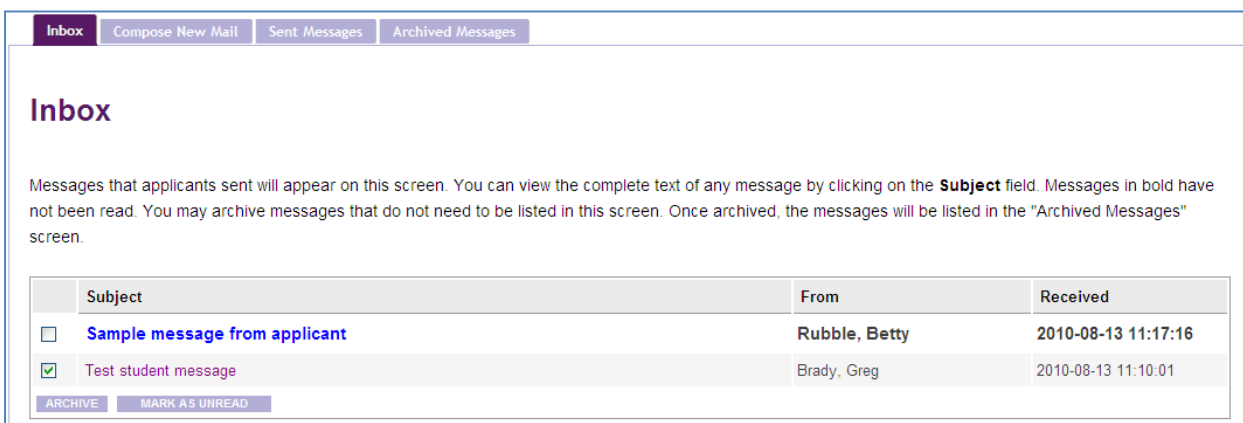 Inbox Compose New Mail Sent Messages Archived Messages
Inbox
Messages that applicants sent will appear on this screen. You can view the complete text of any message by clicking on the Subject field. Messages in bold have
not been read. You may archive messages that do not need to be listed in this screen. Once archived, the messages will be listed in the "Archived Messages"
screen.
Subject From Received
Sample message from applicant Rubble, Betty 2010-08-13 11:17:16
Test student message Brady, Greg 2010-08-13 11:10:01
ARCHIVE MARK AS UNREAD